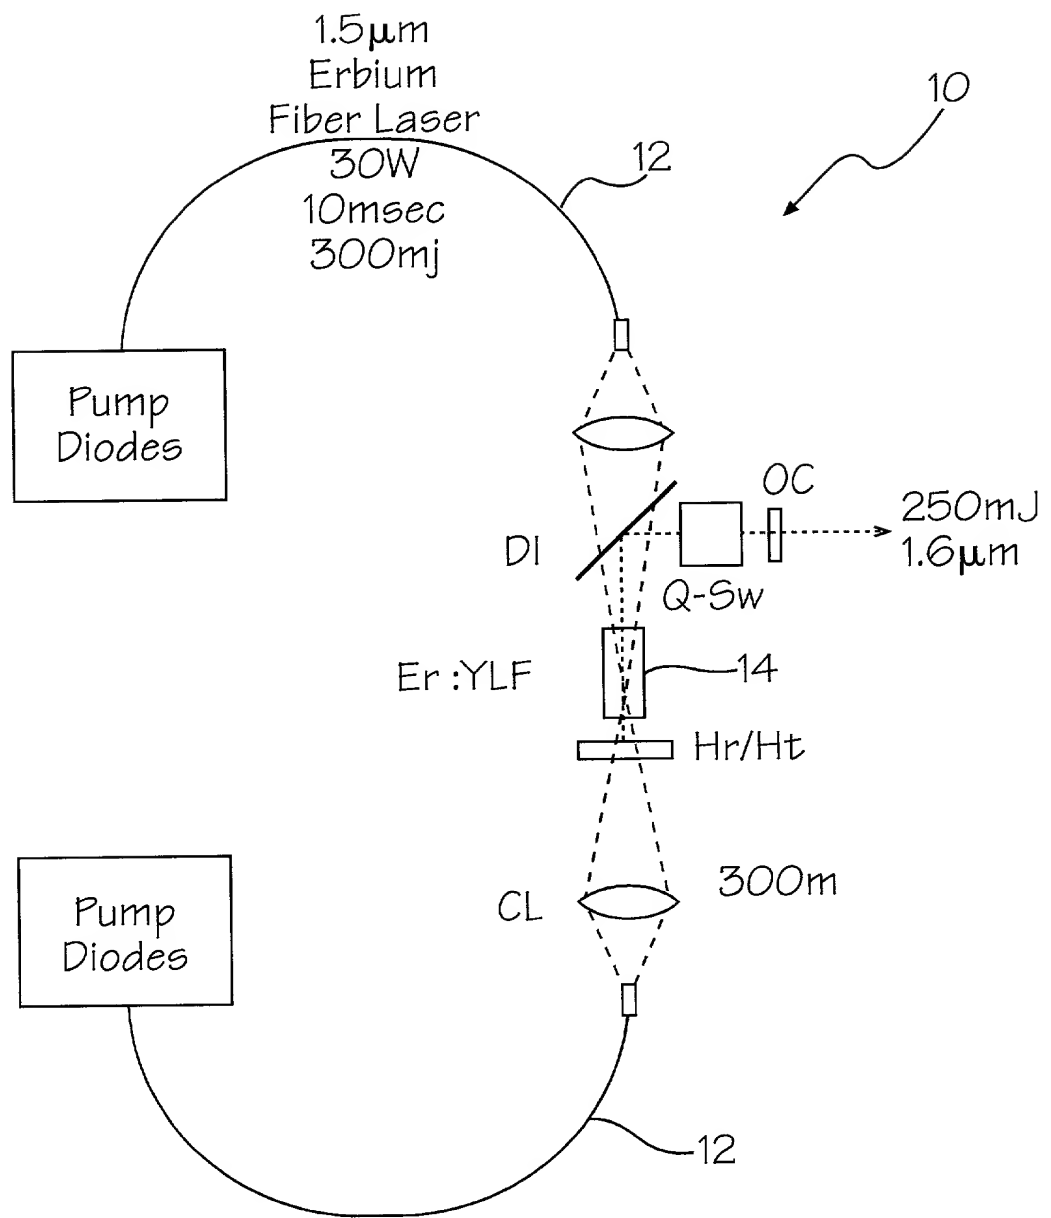 1.5μm
Erbium
Fiber Laser
30W
10msec
300mj
12
10
Pump
Diodes
OC
250mJ
1.6μm
DI
Q-Sw
Er :YLF
14
Hr/Ht
300m
CL
Pump
Diodes
12